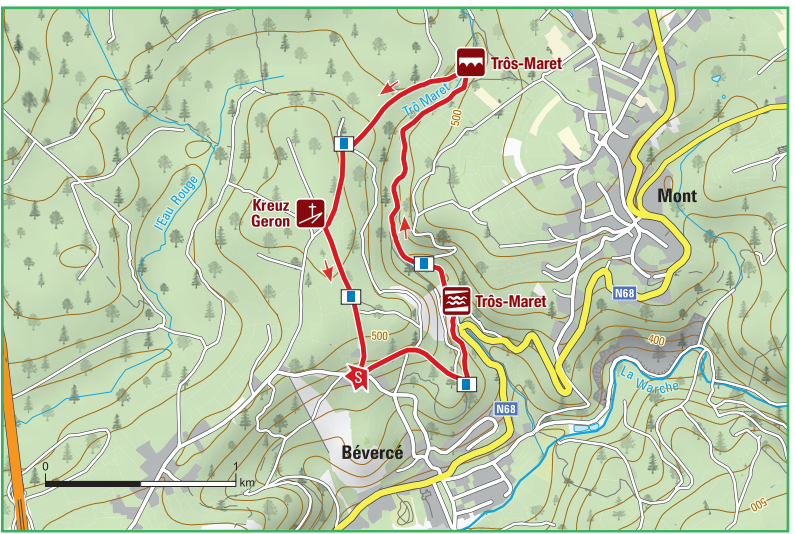 Trôs-Maret
Trô Maret
500
l'Eau Rouge
Kreuz
Geron
Mont
N68
Trôs-Maret
500
400
La Warche
S
N68
Bévercé
0 1
km
500